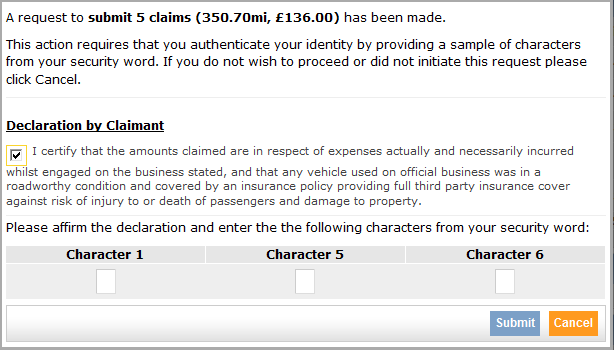 A request to submit 5 claims (350.70mi, £136.00) has been made.
This action requires that you authenticate your identity by providing a sample of characters
from your security word. If you do not wish to proceed or did not initiate this request please
click Cancel.
Declaration by Claimant
I certify that the amounts claimed are in respect of expenses actually and necessarily incurred
whilst engaged on the business stated, and that any vehicle used on official business was in a
roadworthy condition and covered by an insurance policy providing full third party insurance cover
against risk of injury to or death of passengers and damage to property.
Please affirm the declaration and enter the the following characters from your security word:
Character 1 Character 5 Character 6
Submit Cancel